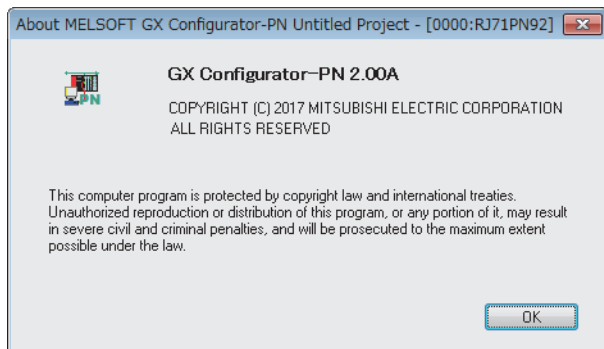 About MELSOFT GX Configurator-PN Untitled Project - [0000:RJ71PN92]
PN
GX Configurator-PN 2.00A
COPYRIGHT (C) 2017 MITSUBISHI ELECTRIC CORPORATION
ALL RIGHTS RESERVED
This computer program is protected by copyright law and international treaties.
Unauthorized reproduction or distribution of this program, or any portion of it, may result
in severe civil and criminal penalties, and will be prosecuted to the maximum extent
possible under the law.
OK